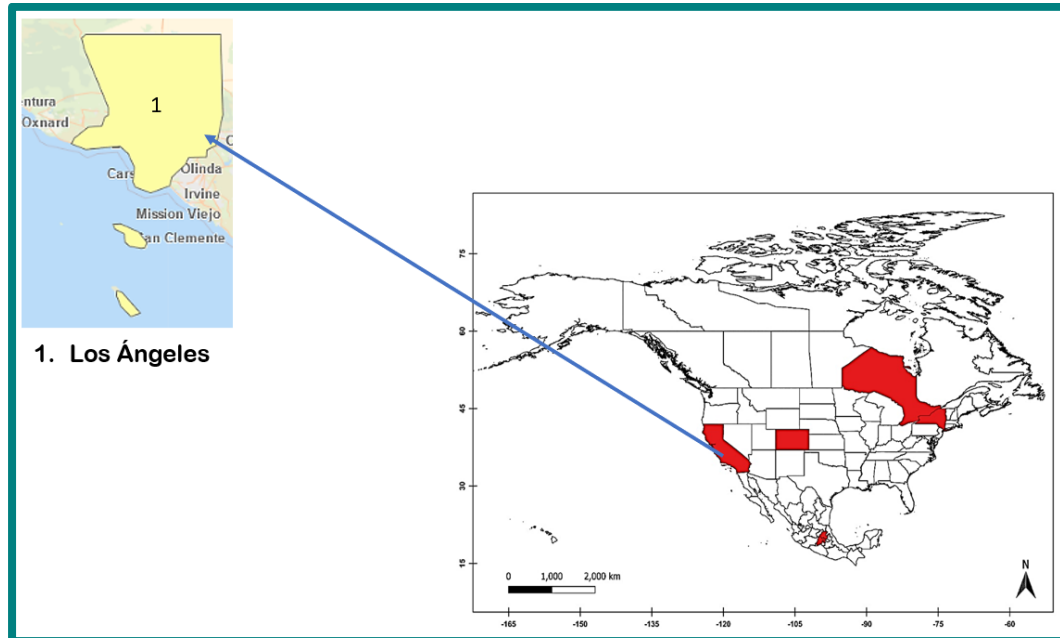 1
ntura
Oxnard
C
Cars
Olinda
Irvine
Mission Viejo
San Clemente
1. Los Ángeles
75
60
45
30
15
0 1,000 2,000 km
N
-165 -150 -135 -120 -105 -90 -75 -60